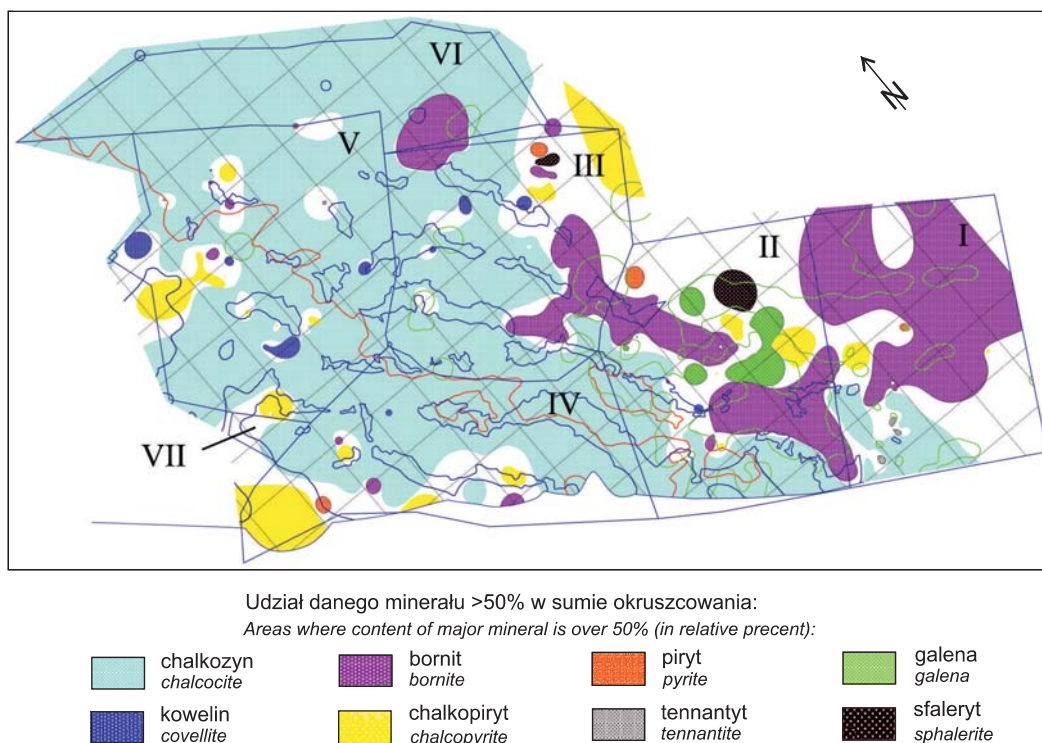 VI
N
V
III
II
I
IV
VII
Udział danego minerału >50% w sumie okruszcowania:
Areas where content of major mineral is over 50% (in relative precent):
chalkozyn
chalcocite
bornit
bornite
piryt
pyrite
galena
galena
kowelin
covellite
chalkopiryt
chalcopyrite
tennantyt
tennantite
sfaleryt
sphalerite